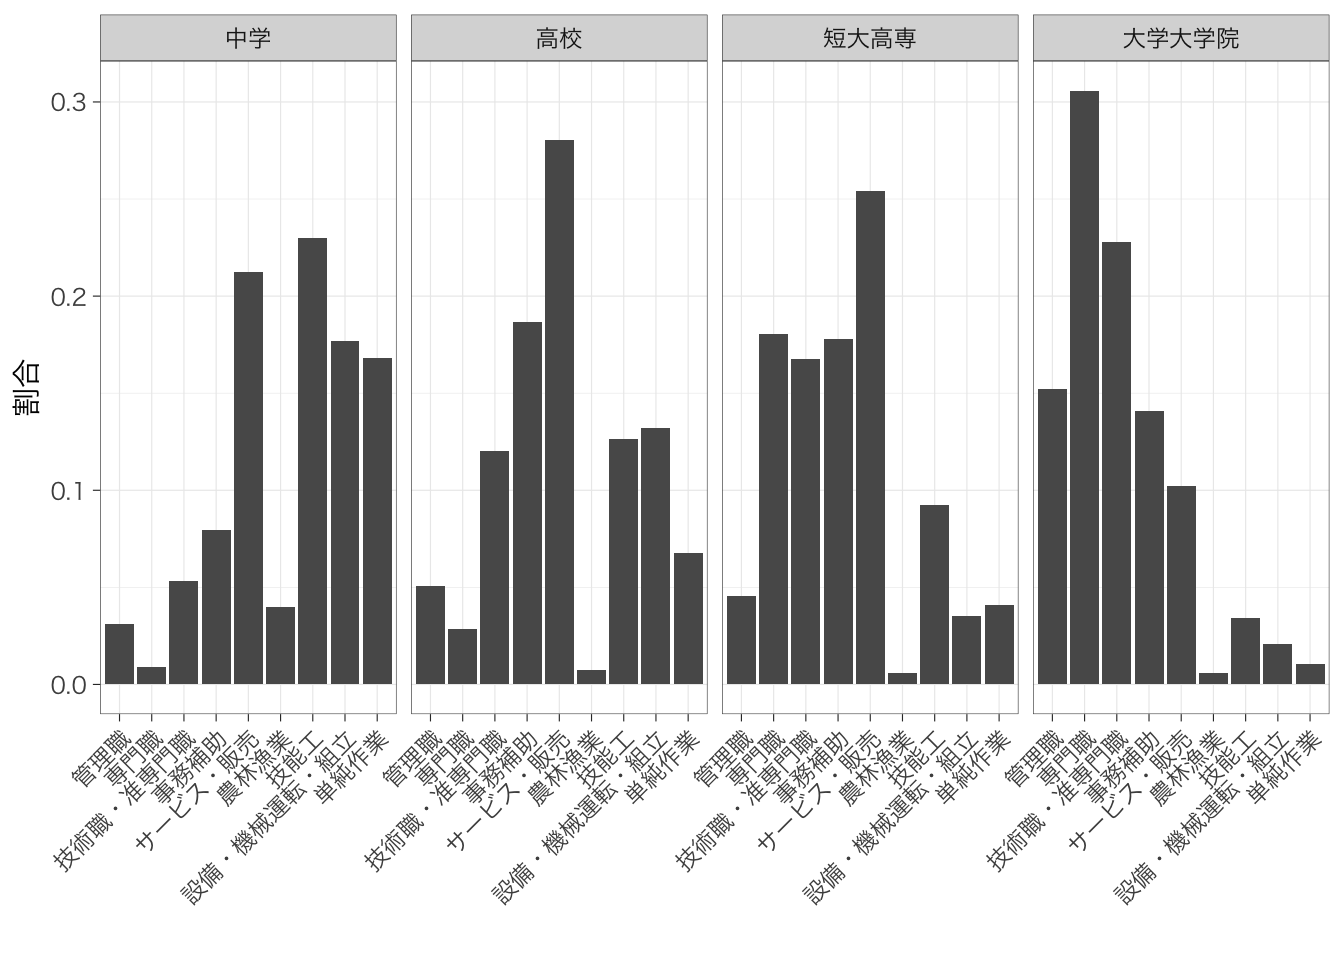 中学
高校
短大高専
大学大学院
割合
0.3
0.2
0.1
0.0
管理職
専門職
技術職・准専門職
事務補助
サービス・販売
農林漁業
技能工
設備・機械運転・組立
単純作業
管理職
専門職
技術職・准専門職
事務補助
サービス・販売
農林漁業
技能工
設備・機械運転・組立
単純作業
管理職
専門職
技術職・准専門職
事務補助
サービス・販売
農林漁業
技能工
設備・機械運転・組立
単純作業
管理職
専門職
技術職・准専門職
事務補助
サービス・販売
農林漁業
技能工
設備・機械運転・組立
単純作業